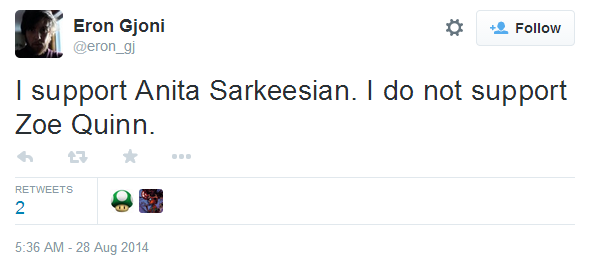 Eron Gjoni
@eron_gj
Follow
I support Anita Sarkeesian. I do not support
Zoe Quinn.
RETWEETS
2
5:36 AM - 28 Aug 2014